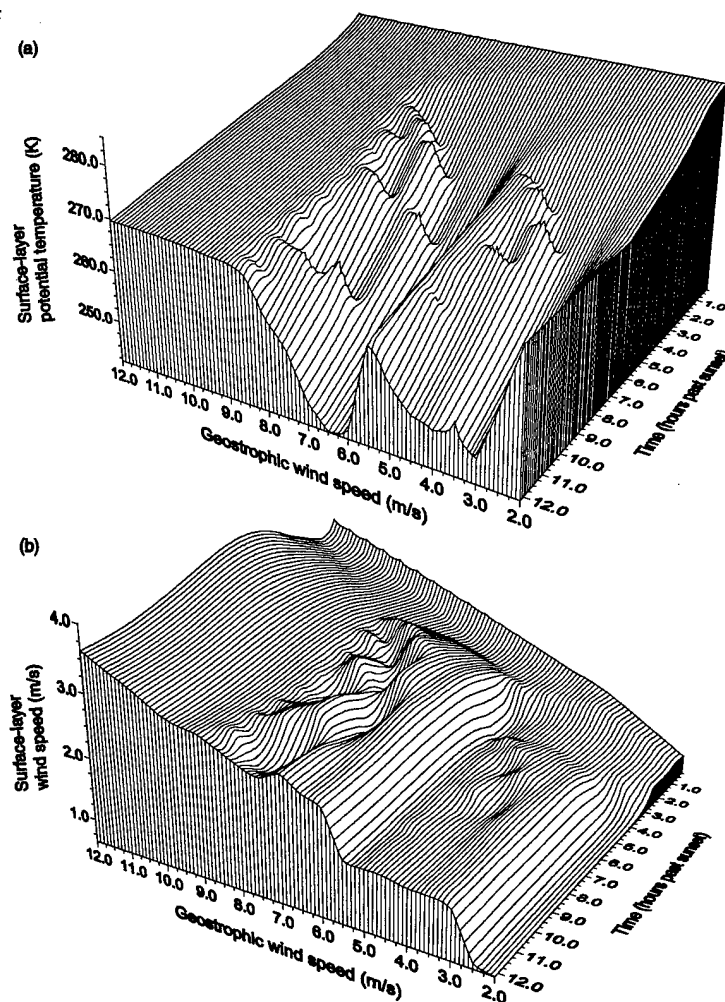 (a)
Surface-layer
potential temperature (K)
280.0
270.0
260.0
250.0
12.0 11.0 10.0 9.0 8.0 7.0 6.0 5.0 4.0 3.0 2.0
Geostrophic wind speed (m/s)
1.0 2.0 3.0 4.0 5.0 6.0 7.0 8.0 9.0 10.0 11.0 12.0
Time (hours past sunset)
(b)
Surface-layer
wind speed (m/s)
4.0
3.0
2.0
1.0
12.0 11.0 10.0 9.0 8.0 7.0 6.0 5.0 4.0 3.0 2.0
Geostrophic wind speed (m/s)
1.0 2.0 3.0 4.0 5.0 6.0 7.0 8.0 9.0 10.0 11.0 12.0
Time (hours past sunset)